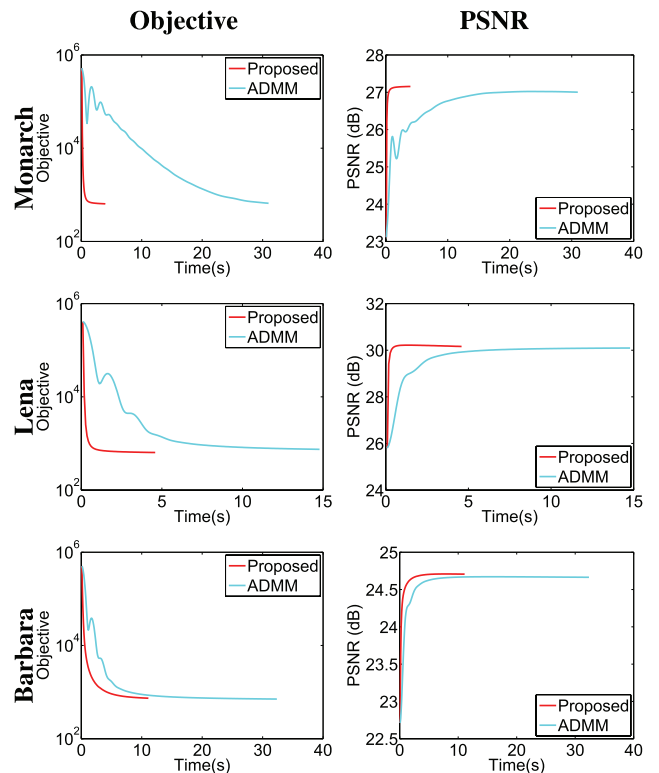 Objective
PSNR
Monarch
Objective
10^6
10^4
10^2
0
10
20
30
40
Time(s)
Proposed
ADMM
PSNR (dB)
28
27
26
25
24
23
0
10
20
30
40
Time(s)
Proposed
ADMM
Lena
Objective
10^6
10^4
10^2
0
5
10
15
Time(s)
Proposed
ADMM
PSNR (dB)
32
30
28
26
24
0
5
10
15
Time(s)
Proposed
ADMM
Barbara
Objective
10^6
10^4
10^2
0
10
20
30
40
Time(s)
Proposed
ADMM
PSNR (dB)
24.5
24
23.5
23
22.5
0
10
20
30
40
Time(s)
Proposed
ADMM